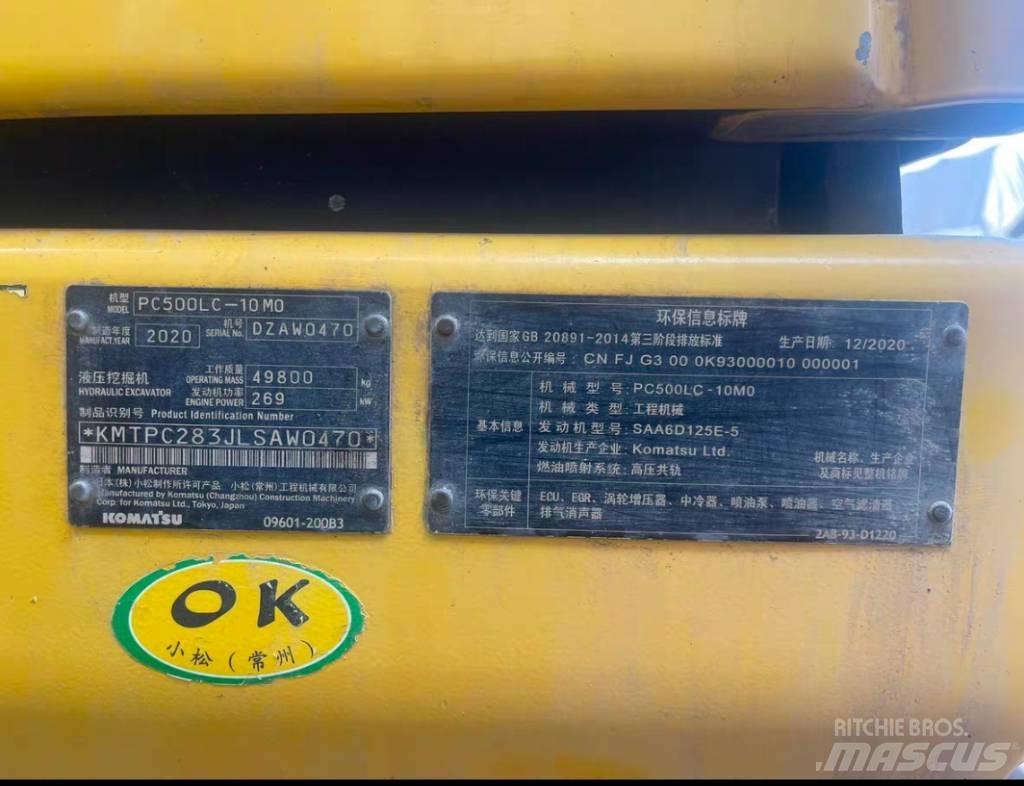 机型 MODEL PC500LC-10M0
制造年度 MANUFACT.YEAR 2020 机号 SERIAL No. DZAW0470
液压挖掘机 HYDRAULIC EXCAVATOR
工作质量 OPERATING MASS 49800 kg
发动机功率 ENGINE POWER 269 kW
制品识别号 Product Identification Number
*KMTPC283JLSAW0470*
制造者 MANUFACTURER
日本(株)小松制作所许可产品 小松(常州)工程机械有限公司
Manufactured by Komatsu (Changzhou) Construction Machinery
Corp. for Komatsu Ltd., Tokyo, Japan
KOMATSU 09601-200B3
环保信息标牌
达到国家GB 20891-2014第三阶段排放标准 生产日期: 12/2020
环保信息公开编号: CN FJ G3 00 0K93000010 000001
基本信息
机械型号: PC500LC-10M0
机械类型: 工程机械
发动机型号: SAA6D125E-5
发动机生产企业: Komatsu Ltd.
燃油喷射系统: 高压共轨
机械名称、生产企业
及商标见整机铭牌
环保关键
零部件
ECU、EGR、涡轮增压器、中冷器、喷油泵、喷油器、空气滤清器
排气消声器
2AB-93-D1220
OK
小松(常州)
RITCHIE BROS.
MASCUS